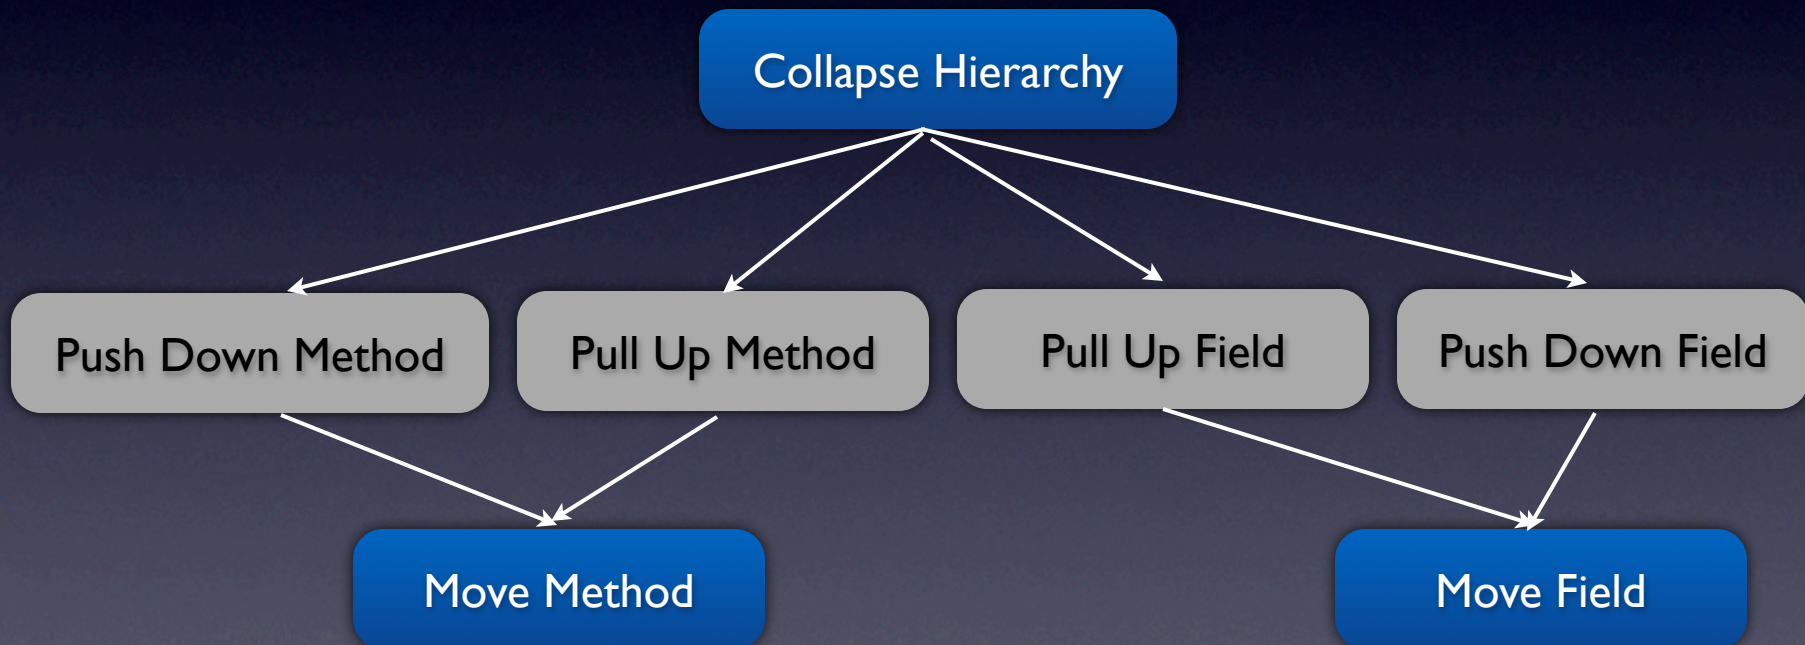 Collapse Hierarchy
Push Down Method
Pull Up Method
Pull Up Field
Push Down Field
Move Method
Move Field